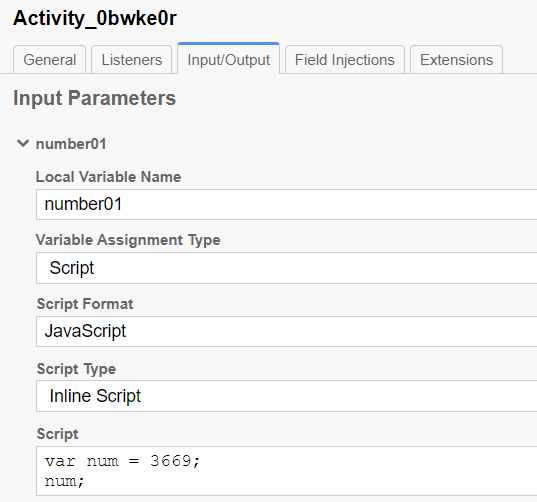 Activity_0bwke0r
General Listeners Input/Output Field Injections Extensions
Input Parameters
number01
Local Variable Name
number01
Variable Assignment Type
Script
Script Format
JavaScript
Script Type
Inline Script
Script
var num = 3669;
num;